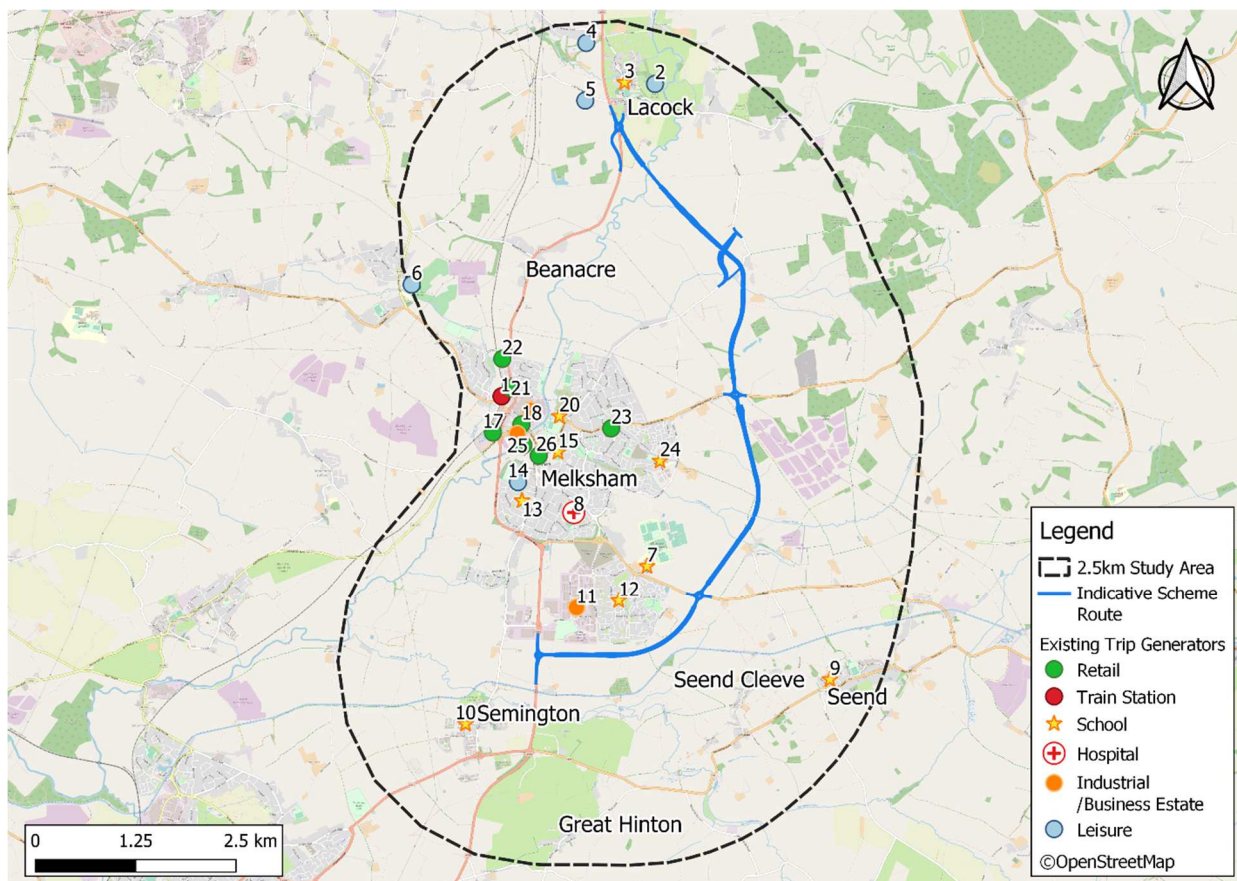 4
3
2
5
Lacock
Beanacre
6
22
1
21
18
20
17
23
25
26
15
24
14
Melksham
13
8
7
12
11
Seend Cleeve
9
Seend
10
Semington
Great Hinton
Legend
2.5km Study Area
Indicative Scheme
Route
Existing Trip Generators
Retail
Train Station
School
Hospital
Industrial
/Business Estate
Leisure
©OpenStreetMap
0
1.25
2.5 km